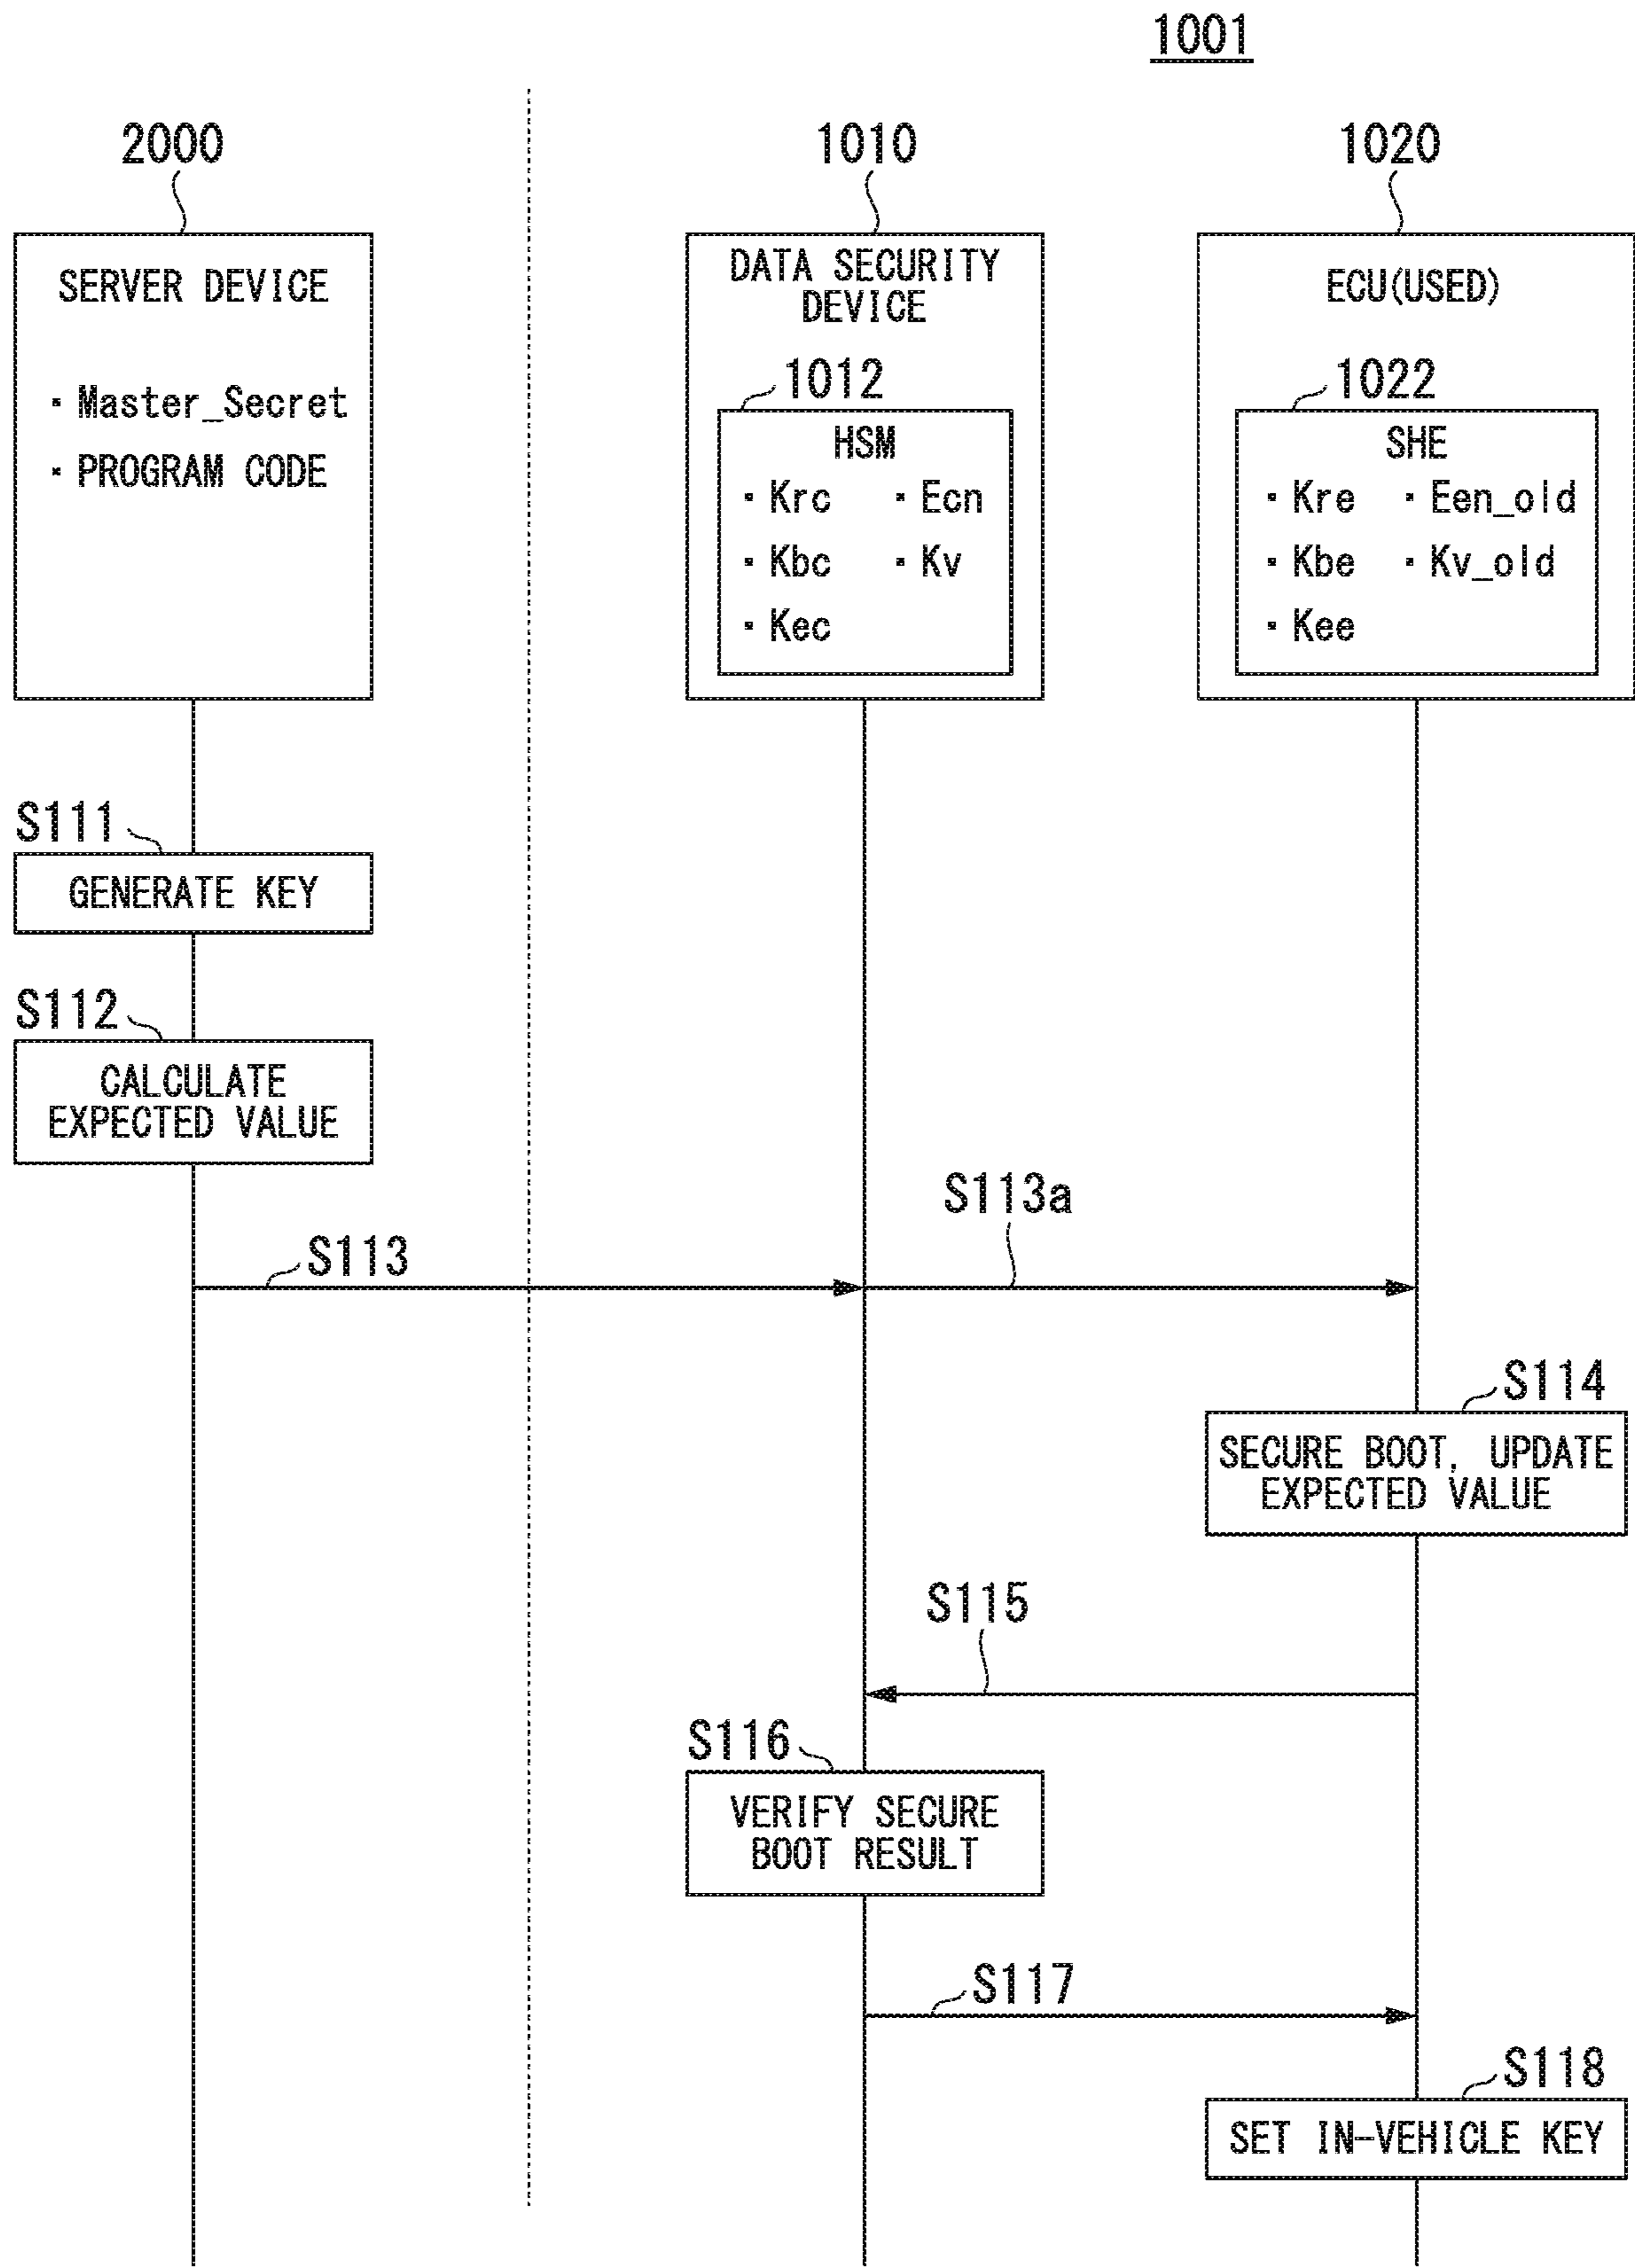 1001
2000
1010
1020
SERVER DEVICE
· Master_Secret
· PROGRAM CODE
DATA SECURITY
DEVICE
1012
HSM
· Krc · Ecn
· Kbc · Kv
· Kec
ECU(USED)
1022
SHE
· Kre · Een_old
· Kbe · Kv_old
· Kee
S111
GENERATE KEY
S112
CALCULATE
EXPECTED VALUE
S113
S113a
S114
SECURE BOOT, UPDATE
EXPECTED VALUE
S115
S116
VERIFY SECURE
BOOT RESULT
S117
S118
SET IN-VEHICLE KEY